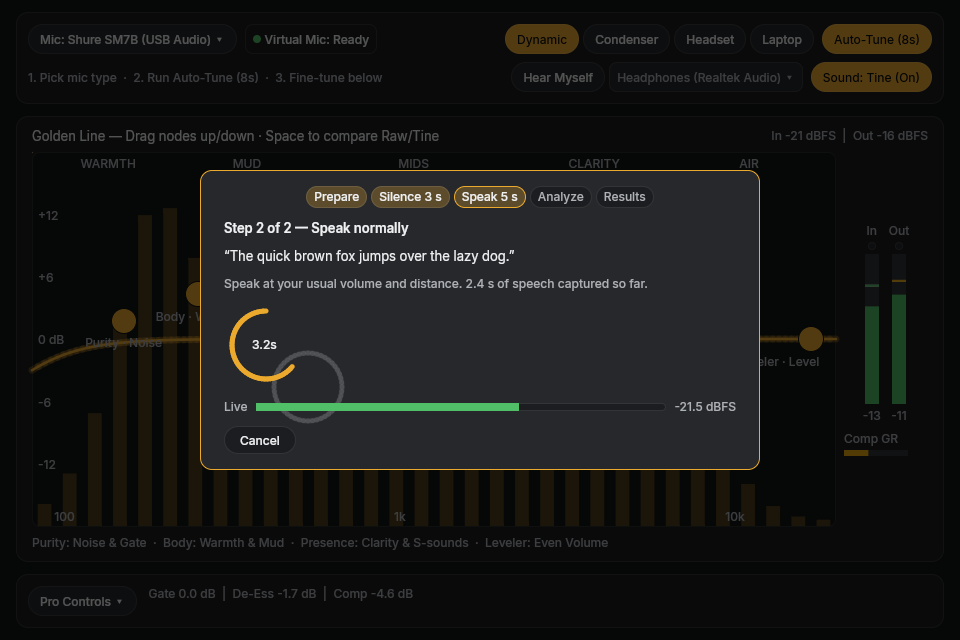 Mic: Shure SM7B (USB Audio) ▾
Virtual Mic: Ready
Dynamic
Condenser
Headset
Laptop
Auto-Tune (8s)
1. Pick mic type · 2. Run Auto-Tune (8s) · 3. Fine-tune below
Hear Myself
Headphones (Realtek Audio) ▾
Sound: Tine (On)
Golden Line — Drag nodes up/down · Space to compare Raw/Tine
In -21 dBFS | Out -16 dBFS
WARMTH MUD MIDS CLARITY AIR
Prepare
Silence 3 s
Speak 5 s
Analyze
Results
Step 2 of 2 — Speak normally
“The quick brown fox jumps over the lazy dog.”
Speak at your usual volume and distance. 2.4 s of speech captured so far.
3.2s
Live
-21.5 dBFS
Cancel
+12
+6
0 dB
-6
-12
Purity · Noise
Body ·
Level
100 1k 10k
In Out
-13 -11
Comp GR
Purity: Noise & Gate · Body: Warmth & Mud · Presence: Clarity & S-sounds · Leveler: Even Volume
Pro Controls ▾
Gate 0.0 dB | De-Ess -1.7 dB | Comp -4.6 dB